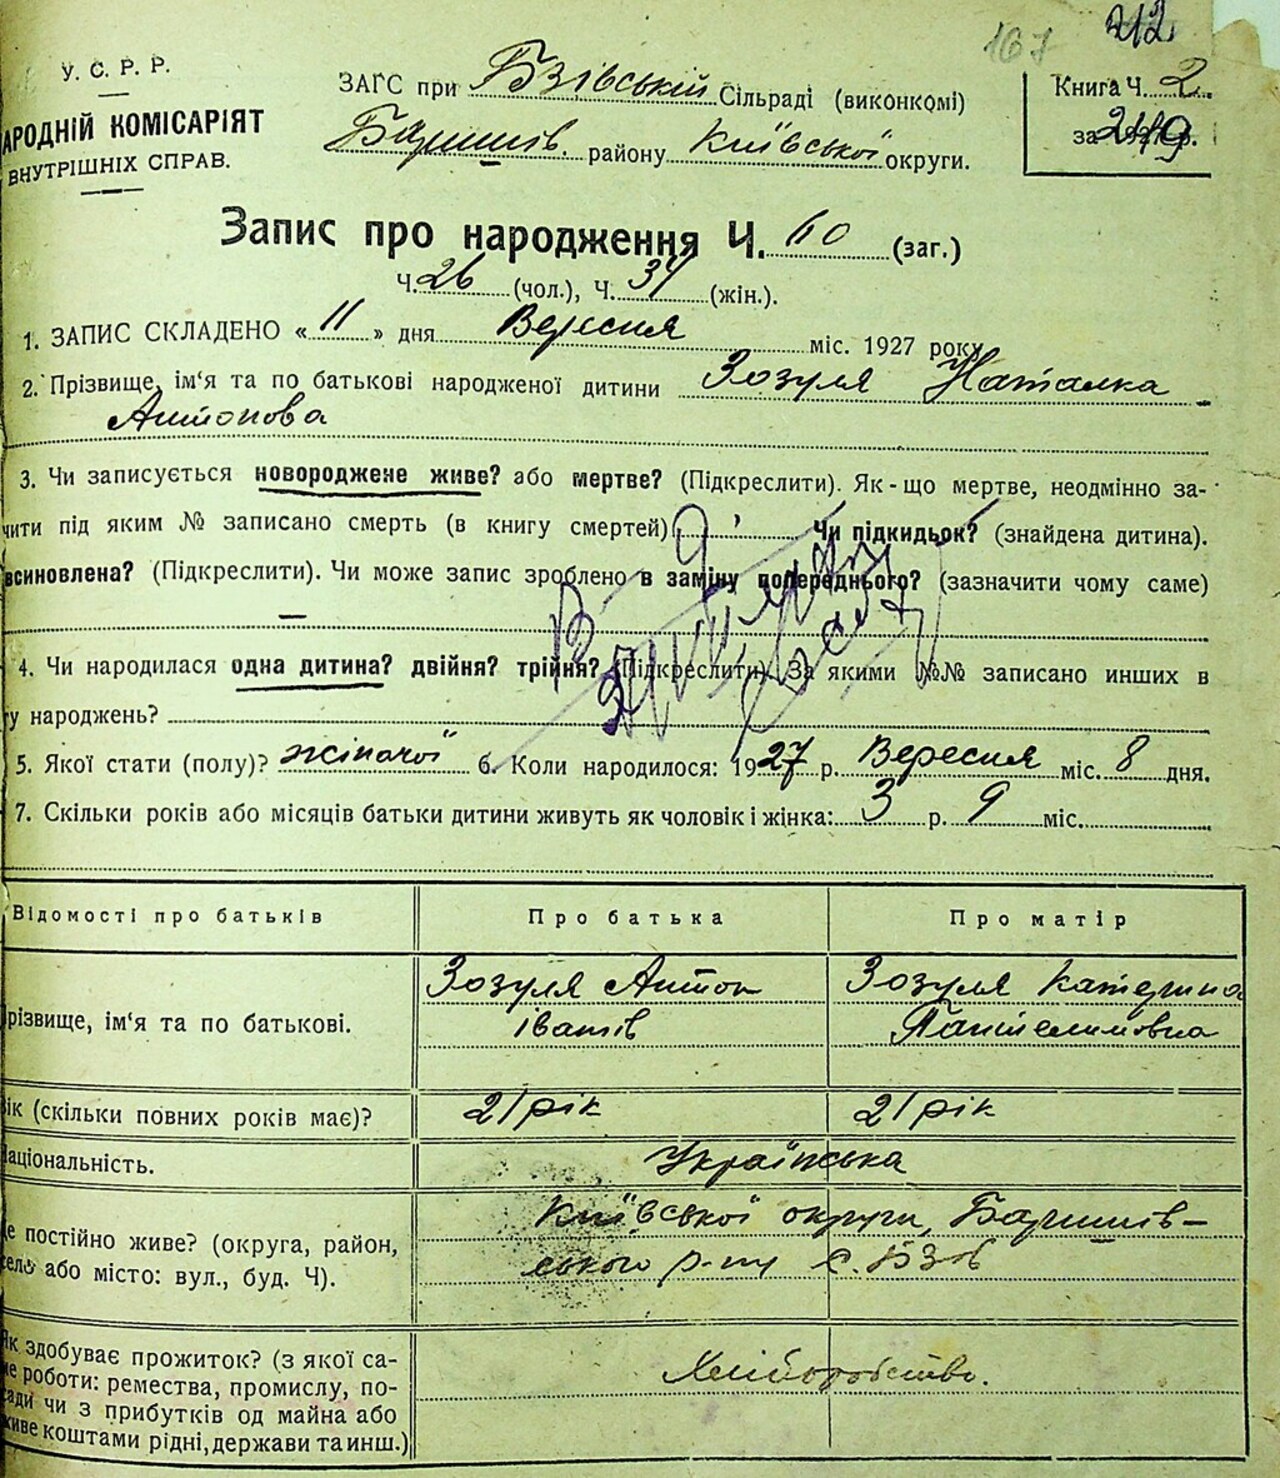 167 212
У. С. Р. Р.
АРОДНІЙ КОМІСАРІЯТ
ВНУТРІШНІХ СПРАВ.
ЗАГС при Бзівській Сільраді (виконкомі)
Баришів. району Київської округи.
Книга Ч. 2
за
Запис про народження Ч. 60 (заг.)
Ч. 26 (чол.), Ч. 34 (жін.).
1. ЗАПИС СКЛАДЕНО « 11 » дня Вересня міс. 1927 року
2. Прізвище, ім‘я та по батькові народженої дитини Зозуля Наталка
Антонова
3. Чи записується новороджене живе? або мертве? (Підкреслити). Як-що мертве, неодмінно за-
чити під яким № записано смерть (в книгу смертей) Чи підкидьок? (знайдена дитина).
всиновлена? (Підкреслити). Чи може запис зроблено в заміну попереднього? (зазначити чому саме)
—
4. Чи народилася одна дитина? двійня? трійня? (Підкреслити). За якими №№ записано инших в
у народжень?
5. Якої стати (полу)? жіночої 6. Коли народилося: 1927 р. Вересня міс. 8 дня.
7. Скільки років або місяців батьки дитини живуть як чоловік і жінка: 3 р. 9 міс.
Відомості про батьків Про батька Про матір
різвище, ім‘я та по батькові.
Зозуля Антон
Іванів
Зозуля Катерина
Пантелимовна
ік (скільки повних років має)? 21 рік 21 рік
аціональність. Українська
е постійно живе? (округа, район,
село або місто: вул., буд. Ч).
Київської округи, Баришів-
ського р-ну с. Бзів
Як здобуває прожиток? (з якої са-
ме роботи: ремества, промислу, по-
сади чи з прибутків од майна або
живе коштами рідні, держави та инш.)
Хліборобство.